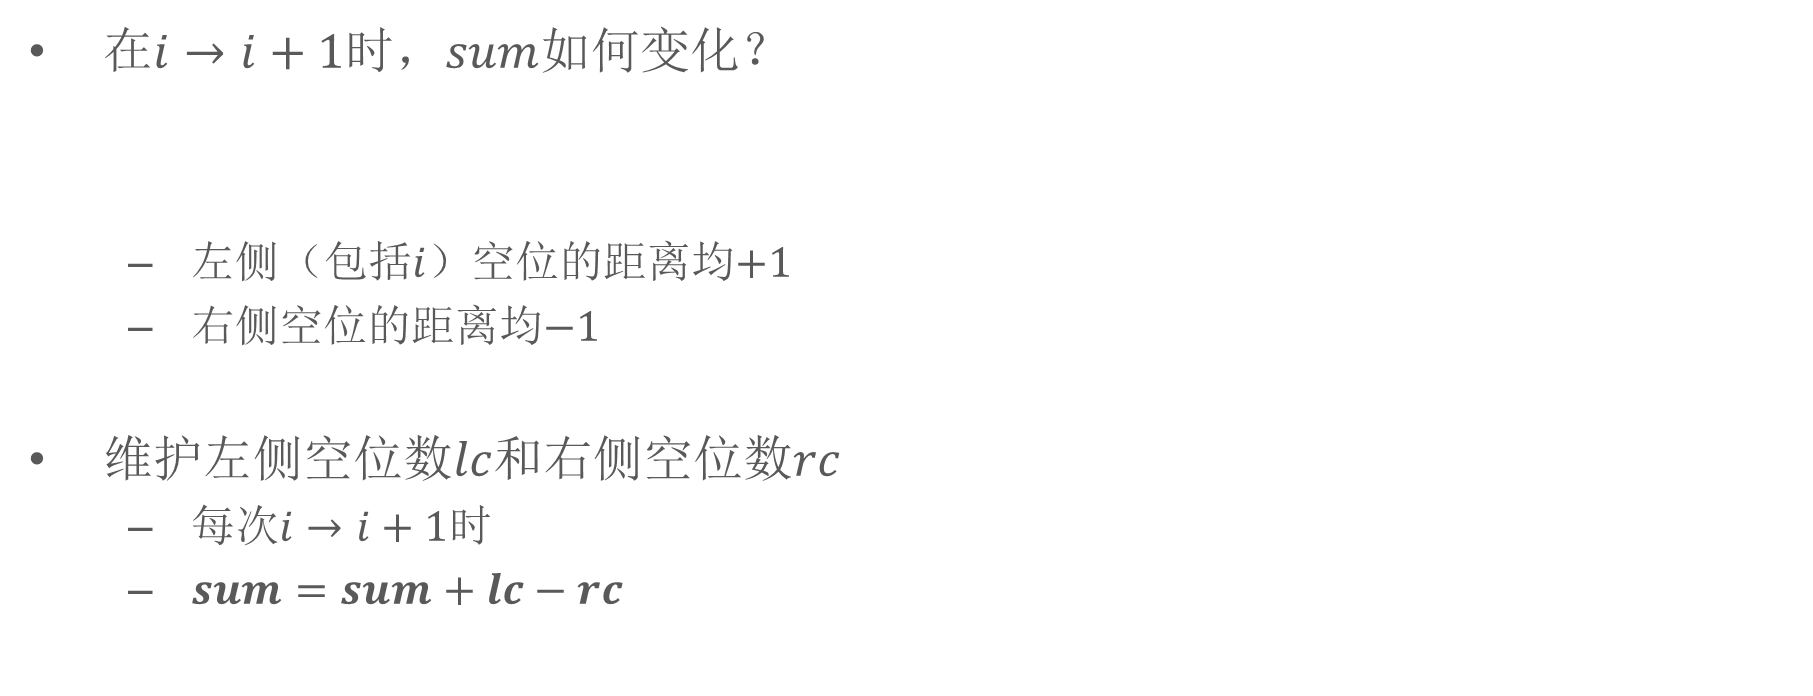 • 在i → i + 1时，sum如何变化？
– 左侧（包括i）空位的距离均+1
– 右侧空位的距离均−1
• 维护左侧空位数lc和右侧空位数rc
– 每次i → i + 1时
– sum = sum + lc − rc